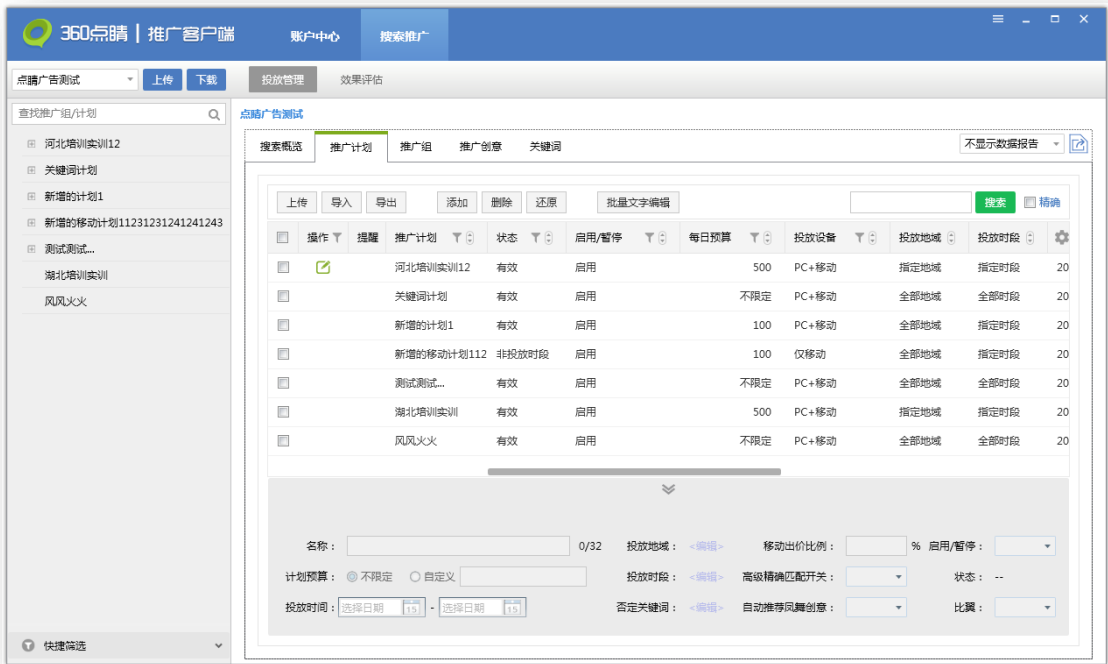 360点睛 | 推广客户端 账户中心 搜索推广
点睛广告测试 上传 下载 投放管理 效果评估
查找推广组/计划
河北培训实训12
关键词计划
新增的计划1
新增的移动计划11231231241241243
测试测试...
湖北培训实训
风风火火
快捷筛选
点睛广告测试
搜索概览 推广计划 推广组 推广创意 关键词 不显示数据报告
上传 导入 导出 添加 删除 还原 批量文字编辑 搜索 精确
操作 提醒 推广计划 状态 启用/暂停 每日预算 投放设备 投放地域 投放时段
河北培训实训12 有效 启用 500 PC+移动 指定地域 指定时段 20
关键词计划 有效 启用 不限定 PC+移动 全部地域 全部时段 20
新增的计划1 有效 启用 100 PC+移动 全部地域 指定时段 20
新增的移动计划112 非投放时段 启用 100 仅移动 全部地域 指定时段 20
测试测试... 有效 启用 不限定 PC+移动 全部地域 全部时段 20
湖北培训实训 有效 启用 500 PC+移动 指定地域 指定时段 20
风风火火 有效 启用 不限定 PC+移动 全部地域 全部时段 20
名称： 0/32 投放地域： <编辑> 移动出价比例： % 启用/暂停：
计划预算： 不限定 自定义 投放时段： <编辑> 高级精确匹配开关： 状态： --
投放时间： 选择日期 15 - 选择日期 15 否定关键词： <编辑> 自动推荐凤舞创意： 比翼：